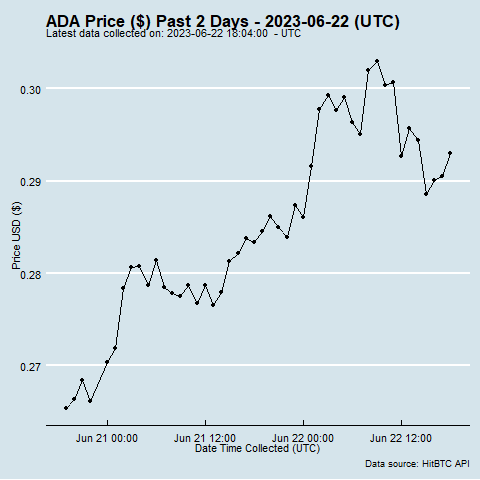 ADA Price ($) Past 2 Days - 2023-06-22 (UTC)
Latest data collected on: 2023-06-22 18:04:00  - UTC
0.30
0.29
0.28
0.27
Price USD ($)
Jun 21 00:00 Jun 21 12:00 Jun 22 00:00 Jun 22 12:00
Date Time Collected (UTC)
Data source: HitBTC API